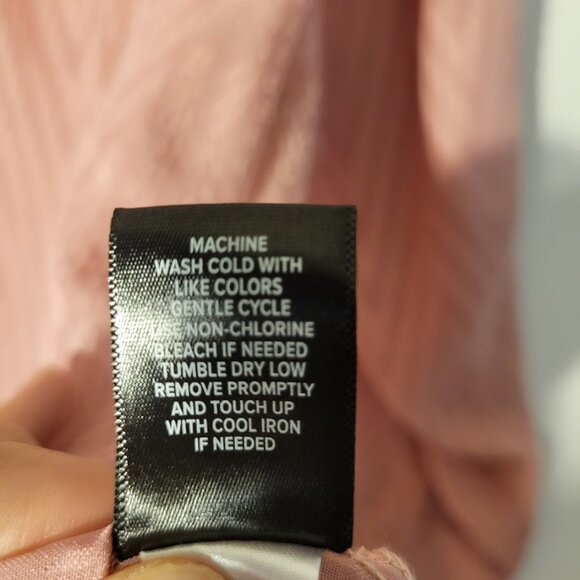 MACHINE
WASH COLD WITH
LIKE COLORS
GENTLE CYCLE
USE NON-CHLORINE
BLEACH IF NEEDED
TUMBLE DRY LOW
REMOVE PROMPTLY
AND TOUCH UP
WITH COOL IRON
IF NEEDED